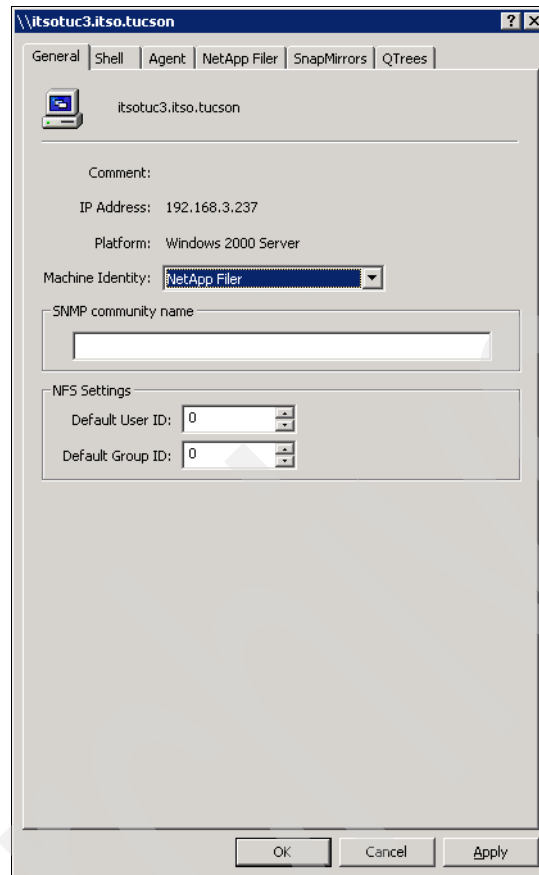 \\itsotuc3.itso.tucson
General Shell Agent NetApp Filer SnapMirrors QTrees
itsotuc3.itso.tucson
Comment:
IP Address: 192.168.3.237
Platform: Windows 2000 Server
Machine Identity: NetApp Filer
SNMP community name
NFS Settings
Default User ID: 0
Default Group ID: 0
OK Cancel Apply